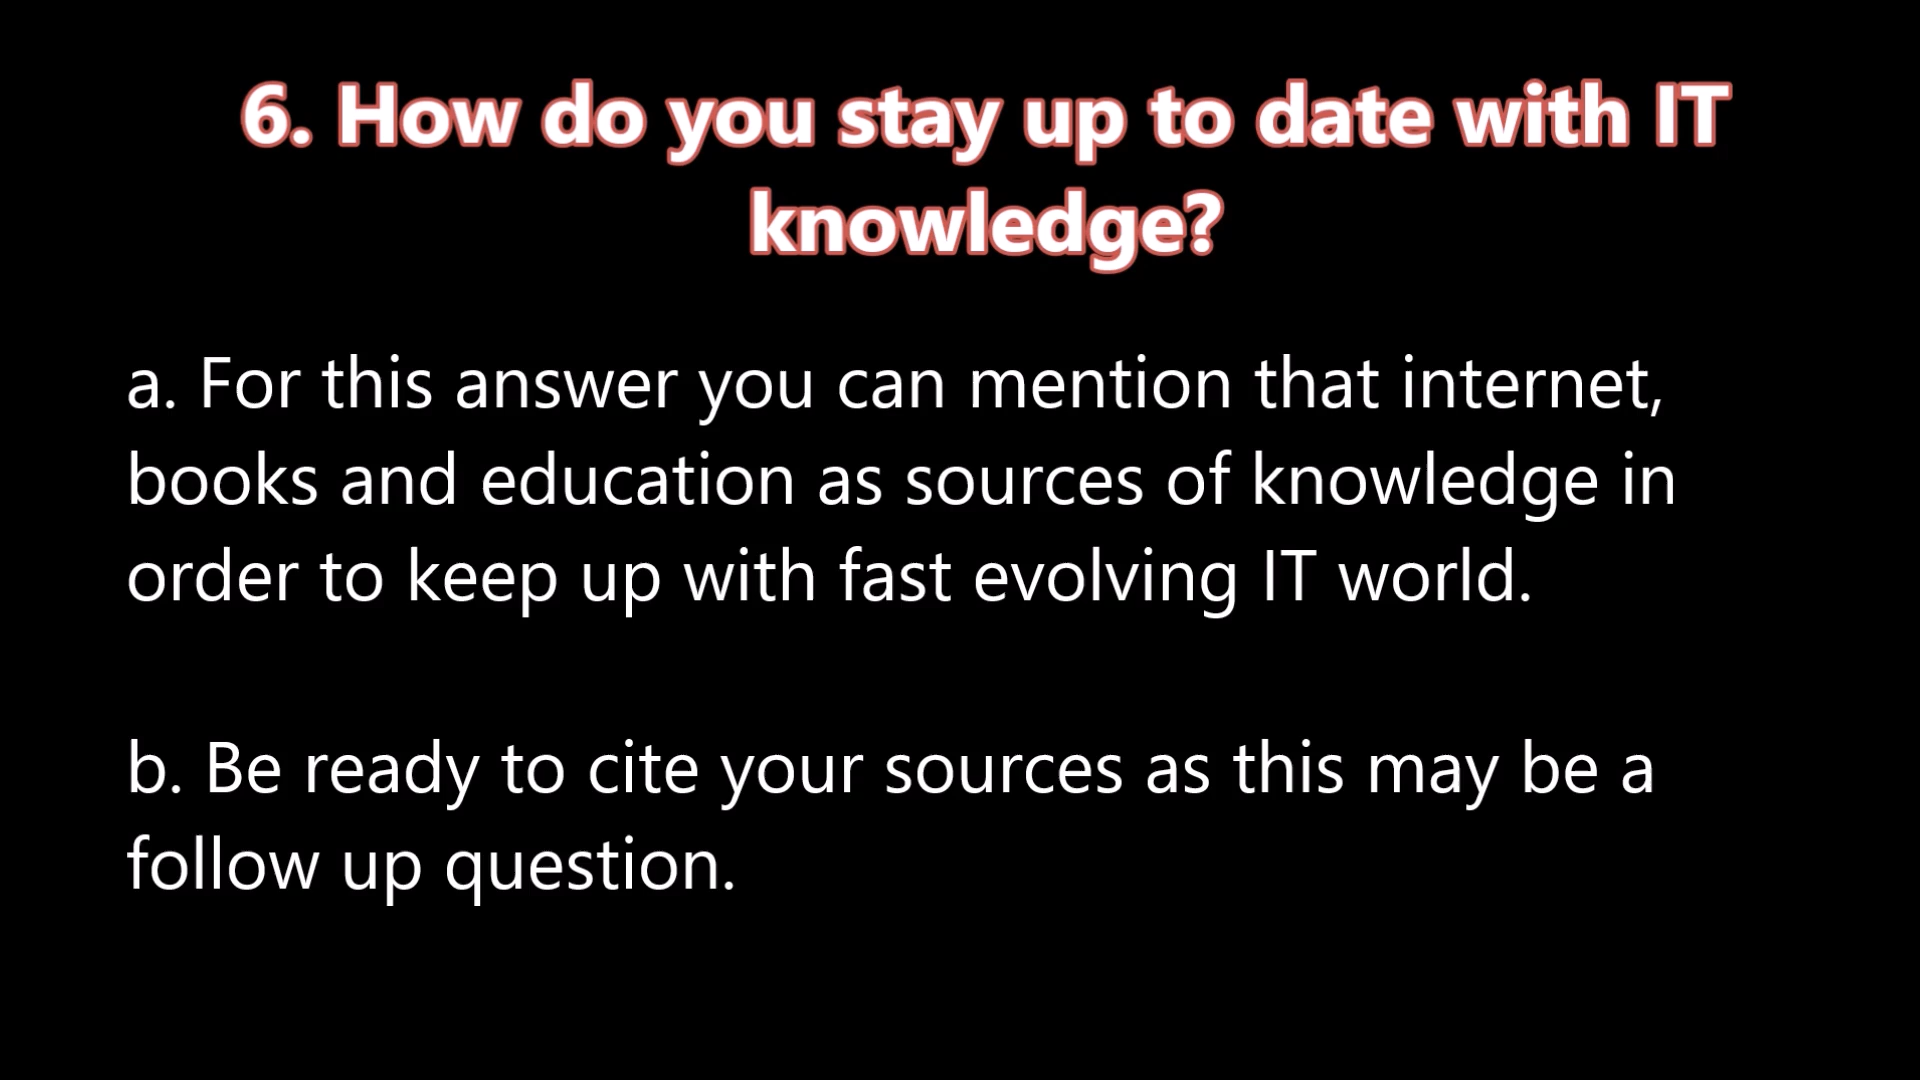 6. How do you stay up to date with IT
knowledge?
a. For this answer you can mention that internet,
books and education as sources of knowledge in
order to keep up with fast evolving IT world.
b. Be ready to cite your sources as this may be a
follow up question.